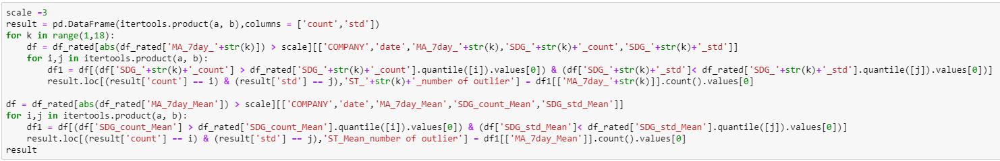 scale =3
result = pd.DataFrame(itertools.product(a, b),columns = ['count','std'])
for k in range(1,18):
    df = df_rated[abs(df_rated['MA_7day_'+str(k)]) > scale][['COMPANY','date','MA_7day_'+str(k),'SDG_'+str(k)+'_count','SDG_'+str(k)+'_std']]
    for i,j in itertools.product(a, b):
        df1 = df[(df['SDG_'+str(k)+'_count'] > df_rated['SDG_'+str(k)+'_count'].quantile([i]).values[0]) & (df['SDG_'+str(k)+'_std']< df_rated['SDG_'+str(k)+'_std'].quantile([j]).values[0])]
        result.loc[(result['count'] == i) & (result['std'] == j),'ST_'+str(k)+'_number of outlier'] = df1[['MA_7day_'+str(k)]].count().values[0]

df = df_rated[abs(df_rated['MA_7day_Mean']) > scale][['COMPANY','date','MA_7day_Mean','SDG_count_Mean','SDG_std_Mean']]
for i,j in itertools.product(a, b):
    df1 = df[(df['SDG_count_Mean'] > df_rated['SDG_count_Mean'].quantile([i]).values[0]) & (df['SDG_std_Mean']< df_rated['SDG_std_Mean'].quantile([j]).values[0])]
    result.loc[(result['count'] == i) & (result['std'] == j),'ST_Mean_number of outlier'] = df1[['MA_7day_Mean']].count().values[0]
result